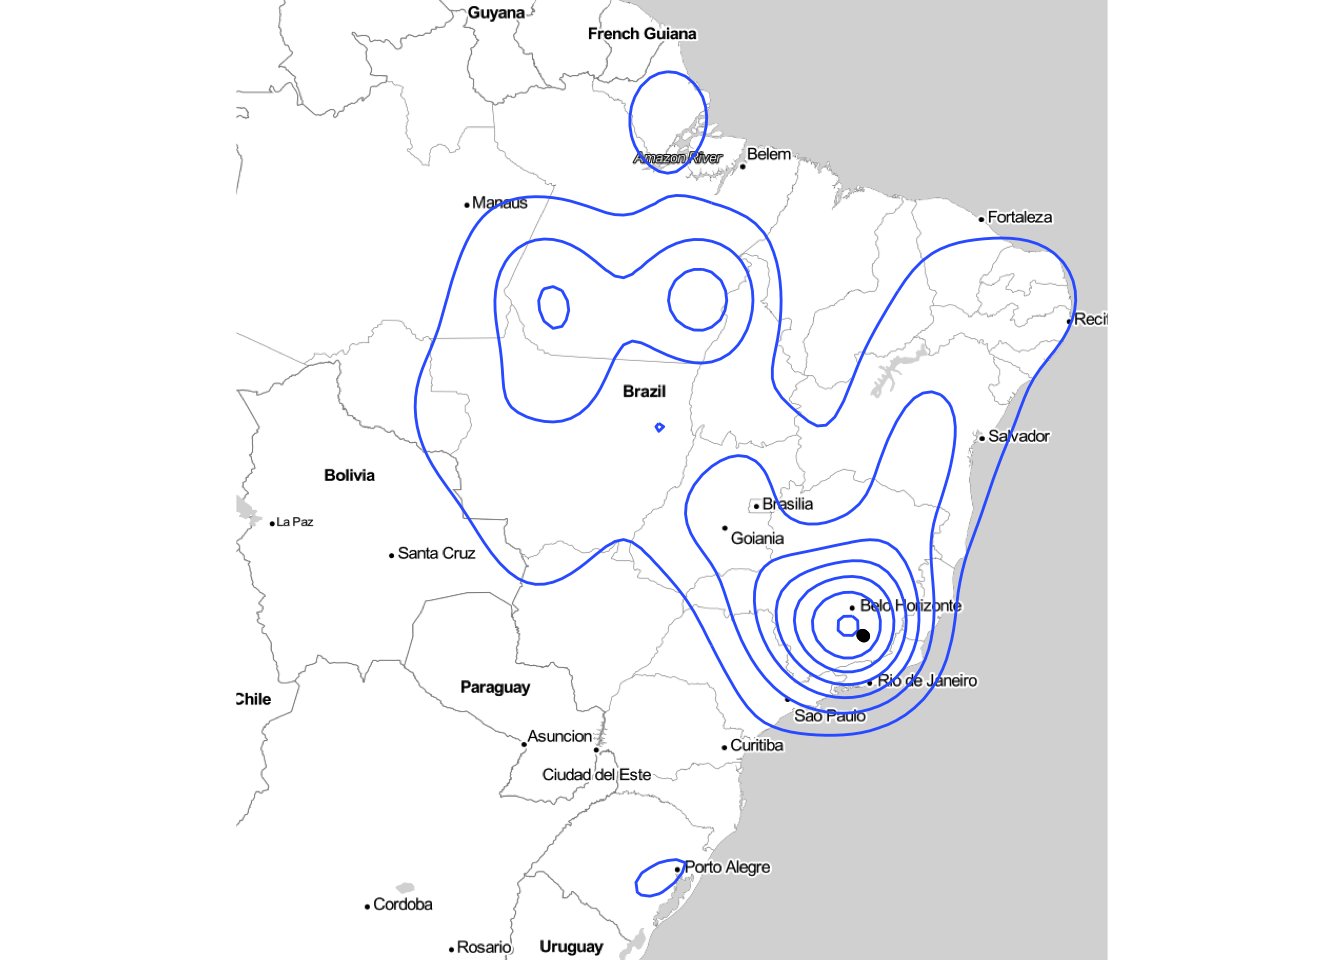 Guyana
French Guiana
Belem
Amazon River
Manaus
Fortaleza
Recif
Brazil
Salvador
Bolivia
Brasilia
La Paz
Goiania
Santa Cruz
Belo Horizonte
Rio de Janeiro
Paraguay
Chile
Sao Paulo
Asuncion
Curitiba
Ciudad del Este
Porto Alegre
Cordoba
Rosario
Uruguay